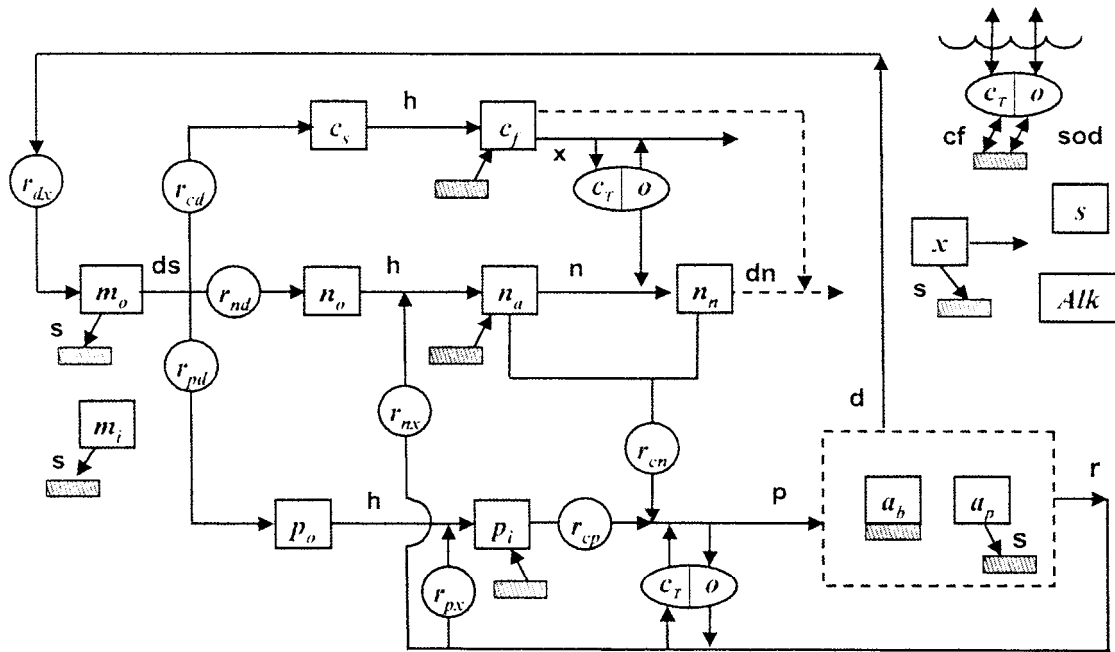 c_T o
cf sod
h
c_s c_f
x
r_dx r_cd
c_T o
s
x
ds h n dn
m_o r_nd n_o n_a n_n
s
Alk
s
r_pd
m_i
s
r_nx
d
r_cn
r
h p
a_b a_p
p_o p_i r_cp
s
c_T o
r_px